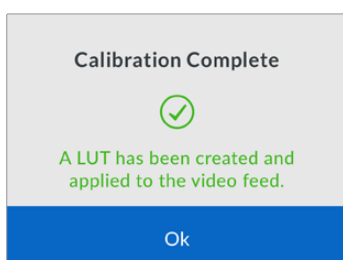 Calibration Complete
A LUT has been created and
applied to the video feed.
Ok